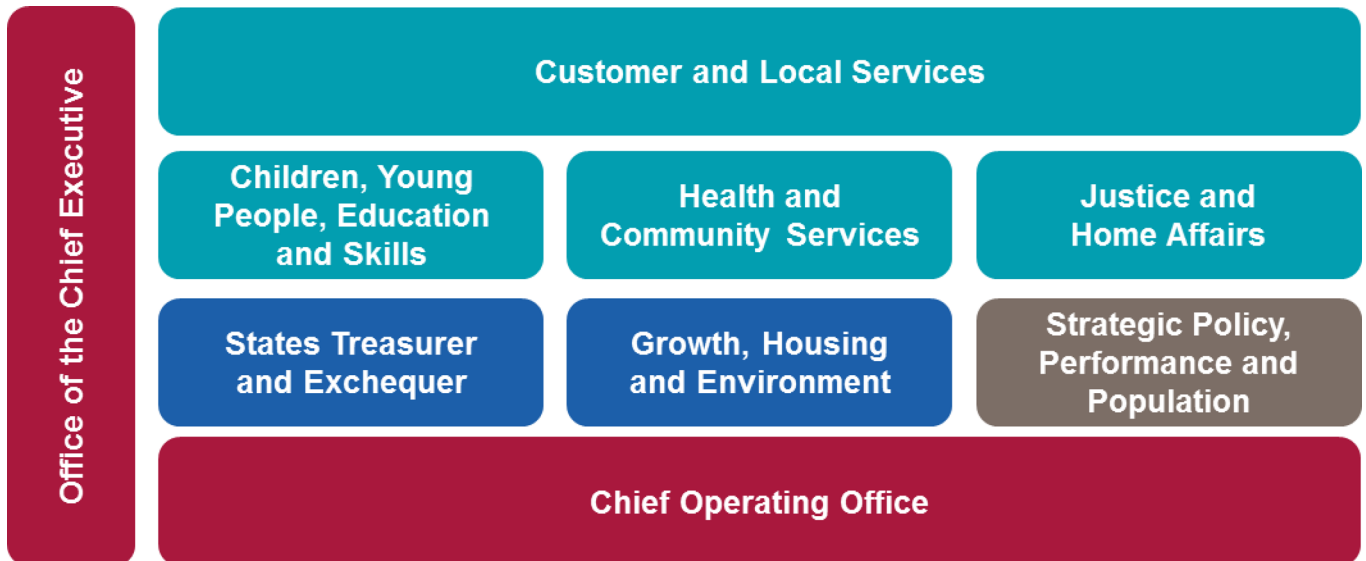 Office of the Chief Executive
Customer and Local Services
Children, Young
People, Education
and Skills
Health and
Community Services
Justice and
Home Affairs
States Treasurer
and Exchequer
Growth, Housing
and Environment
Strategic Policy,
Performance and
Population
Chief Operating Office